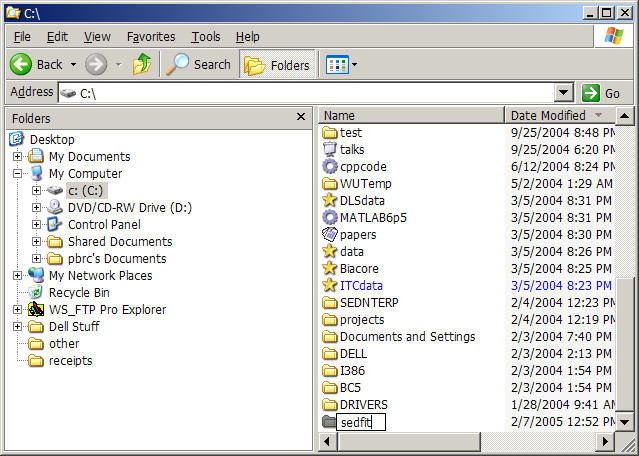 C:\
File Edit View Favorites Tools Help
Back Search Folders
Address C:\ Go
Folders
Desktop
My Documents
My Computer
c: (C:)
DVD/CD-RW Drive (D:)
Control Panel
Shared Documents
pbrc's Documents
My Network Places
Recycle Bin
WS_FTP Pro Explorer
Dell Stuff
other
receipts
Name Date Modified
test 9/25/2004 8:48 PM
talks 9/25/2004 6:20 PM
cppcode 6/12/2004 8:24 PM
WUTemp 5/2/2004 1:29 AM
DLSdata 3/5/2004 8:31 PM
MATLAB6p5 3/5/2004 8:31 PM
papers 3/5/2004 8:30 PM
data 3/5/2004 8:26 PM
Biacore 3/5/2004 8:25 PM
ITCdata 3/5/2004 8:23 PM
SEDNTERP 2/4/2004 12:23 PM
projects 2/4/2004 12:19 PM
Documents and Settings 2/3/2004 7:40 PM
DELL 2/3/2004 2:13 PM
I386 2/3/2004 1:54 PM
BC5 2/3/2004 1:54 PM
DRIVERS 1/28/2004 9:41 AM
sedfit 2/7/2005 12:52 PM